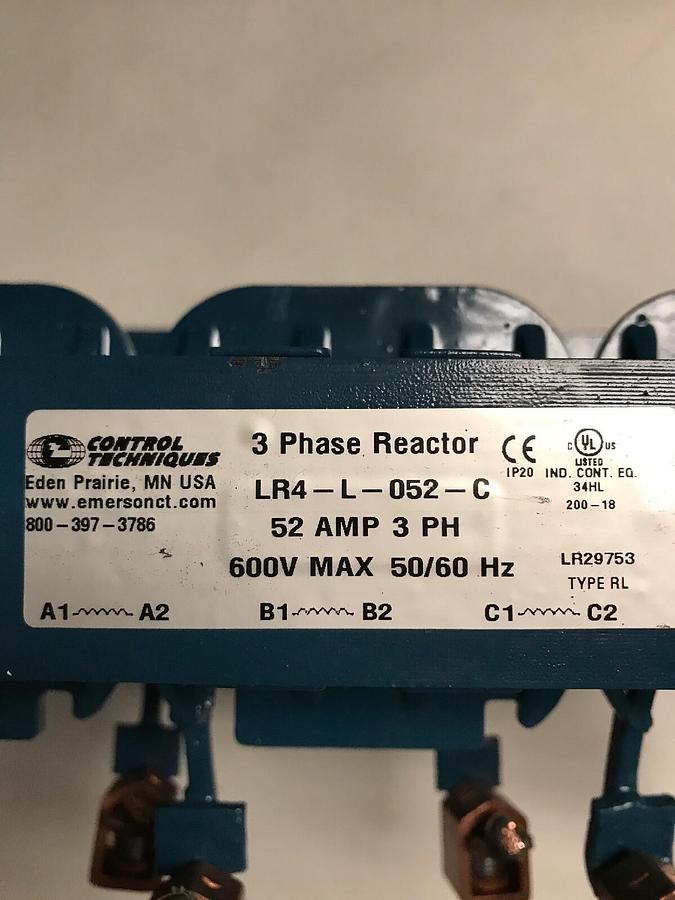 CONTROL
TECHNIQUES
Eden Prairie, MN USA
www.emersonct.com
800-397-3786
3 Phase Reactor
LR4-L-052-C
52 AMP 3 PH
600V MAX 50/60 Hz
CE
IP20
C UL US
LISTED
IND. CONT. EQ.
34HL
200-18
LR29753
TYPE RL
A1 A2 B1 B2 C1 C2